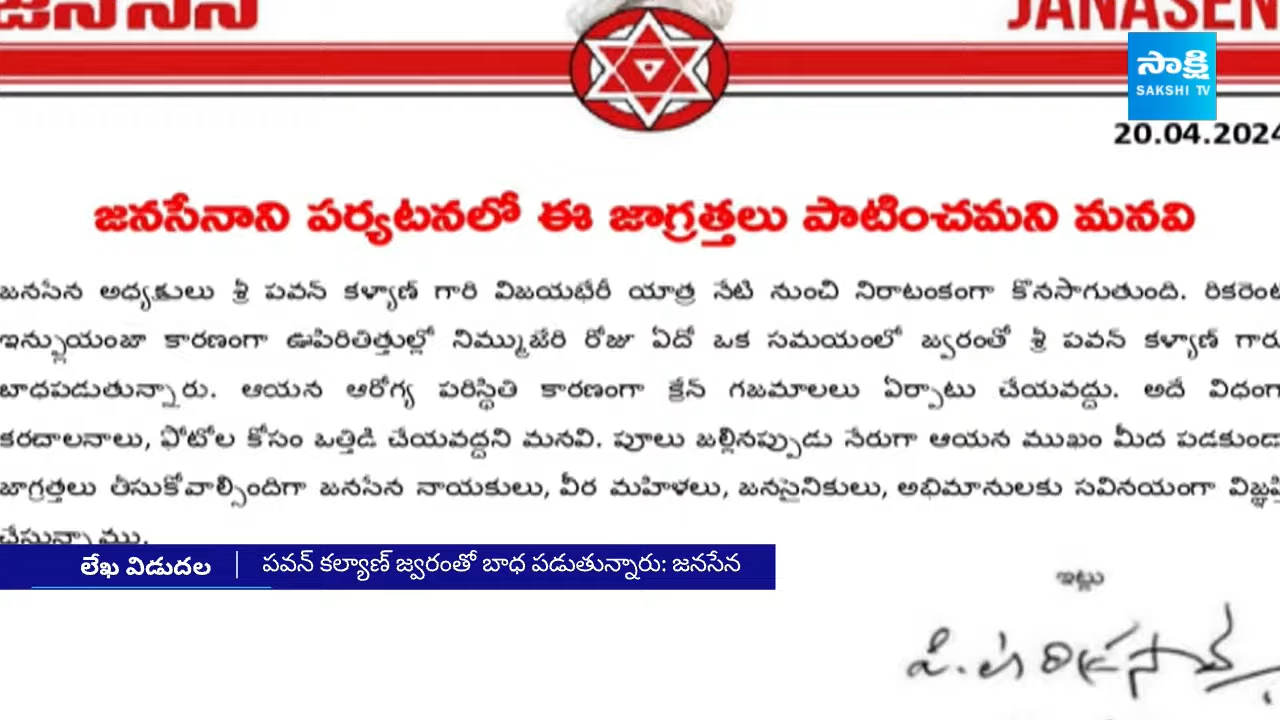 జనసేన
JANASEN
సాక్షి
SAKSHI TV
20.04.2024
జనసేనాని పర్యటనలో ఈ జాగ్రత్తలు పాటించమని మనవి
జనసేన అధ్యక్షులు శ్రీ పవన్ కళ్యాణ్ గారి విజయభేరీ యాత్ర నేటి నుంచి నిరాటంకంగా కొనసాగుతుంది. రికరెంట్
ఇన్ఫ్లుయంజా కారణంగా ఊపిరితిత్తుల్లో నిమ్ముచేరి రోజూ ఏదో ఒక సమయంలో జ్వరంతో శ్రీ పవన్ కళ్యాణ్ గారు
బాధపడుతున్నారు. ఆయన ఆరోగ్య పరిస్థితి కారణంగా క్రేన్ గజమాలలు ఏర్పాటు చేయవద్దు. అదే విధంగా
కరచాలనాలు, ఫోటోల కోసం ఒత్తిడి చేయవద్దని మనవి. పూలు జల్లినప్పుడు నేరుగా ఆయన ముఖం మీద పడకుండా
జాగ్రత్తలు తీసుకోవాల్సిందిగా జనసేన నాయకులు, వీర మహిళలు, జనసైనికులు, అభిమానులకు సవినయంగా విజ్ఞప్తి
చేస్తున్నాము.
లేఖ విడుదల | పవన్ కల్యాణ్ జ్వరంతో బాధ పడుతున్నారు: జనసేన
ఇట్లు